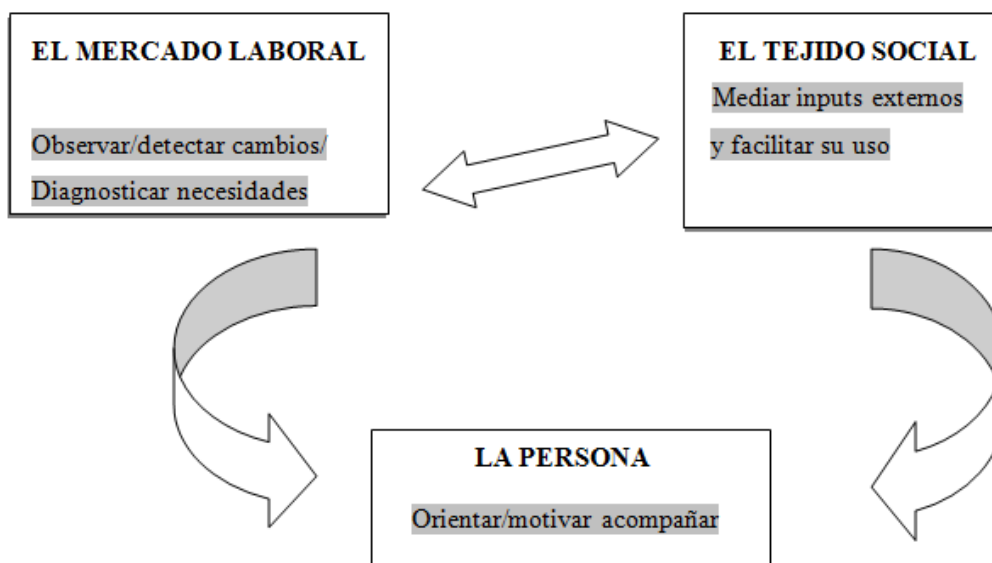 EL MERCADO LABORAL
Observar/detectar cambios/
Diagnosticar necesidades
EL TEJIDO SOCIAL
Mediar inputs externos
y facilitar su uso
LA PERSONA
Orientar/motivar acompañar